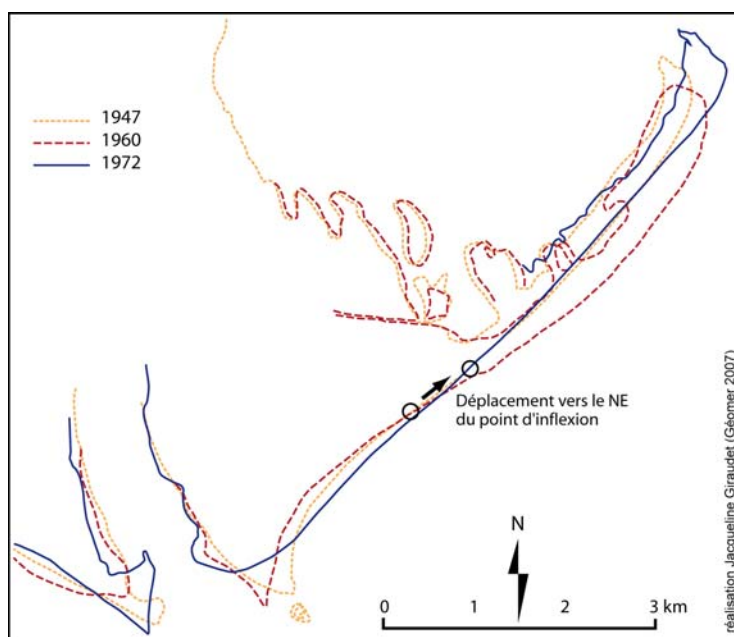 1947
1960
1972
Déplacement vers le NE
du point d'inflexion
N
0 1 2 3 km
réalisation Jacqueline Giraudet (Géomer 2007)